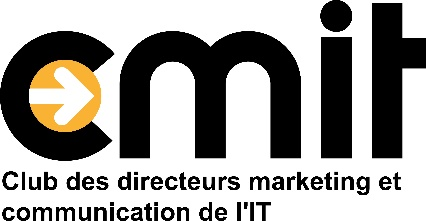 cmit
Club des directeurs marketing et
communication de l'IT